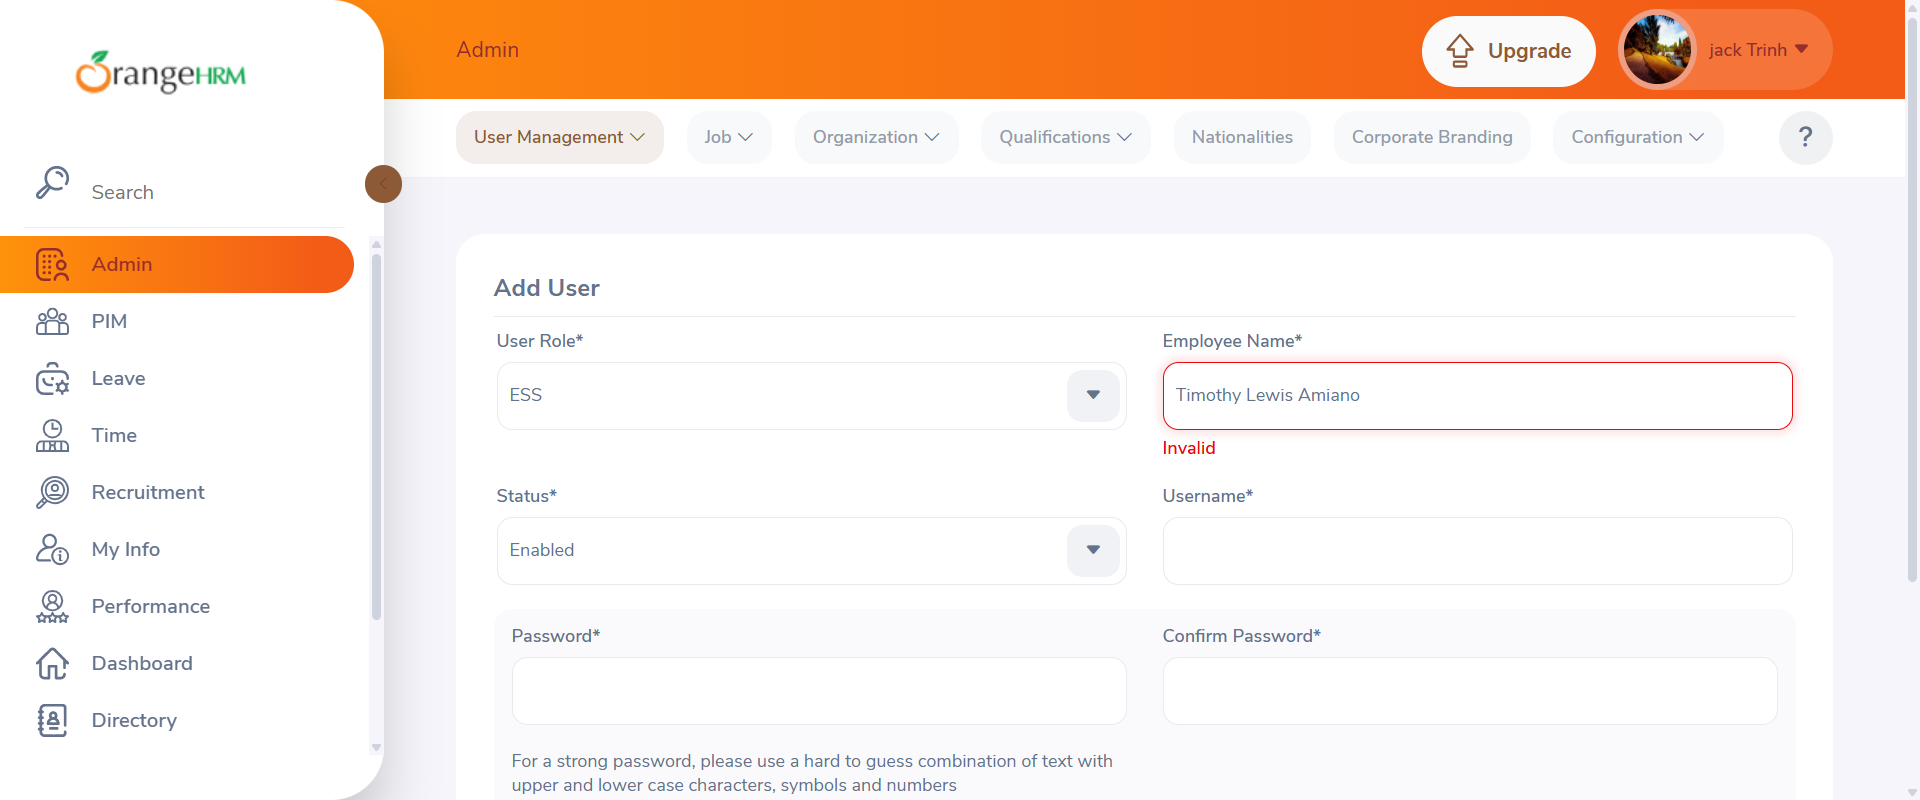 OrangeHRM
Search
Admin
PIM
Leave
Time
Recruitment
My Info
Performance
Dashboard
Directory
Admin
Upgrade
jack Trinh
User Management
Job
Organization
Qualifications
Nationalities
Corporate Branding
Configuration
?
Add User
User Role*
ESS
Employee Name*
Timothy Lewis Amiano
Invalid
Status*
Enabled
Username*
Password*
Confirm Password*
For a strong password, please use a hard to guess combination of text with
upper and lower case characters, symbols and numbers